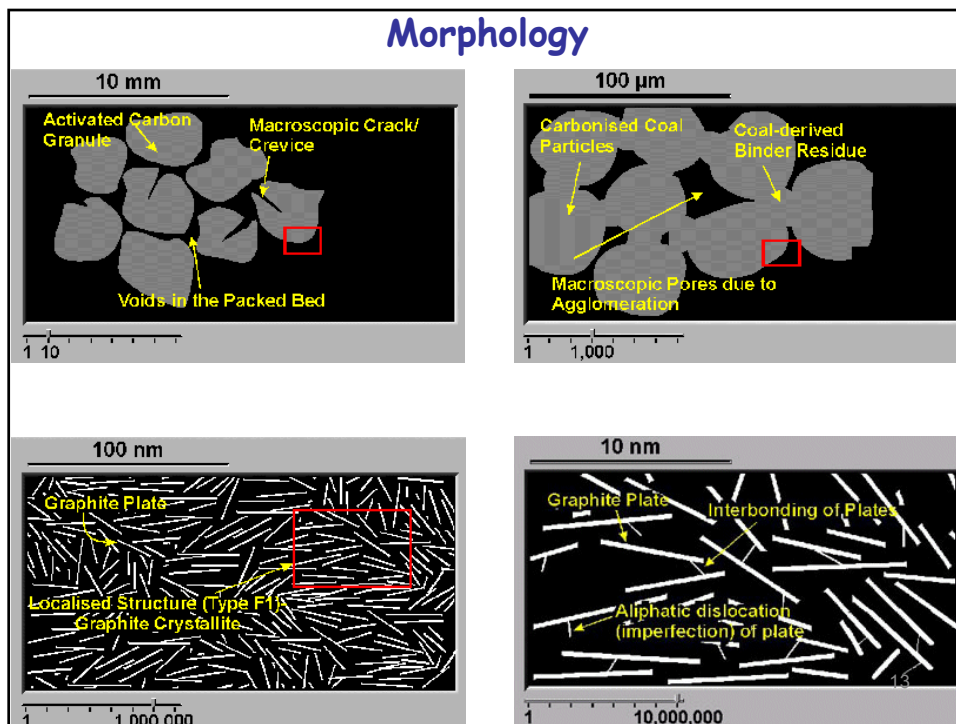 Morphology
10 mm
Activated Carbon
Granule
Macroscopic Crack/
Crevice
Voids in the Packed Bed
1 10
100 µm
Carbonised Coal
Particles
Coal-derived
Binder Residue
Macroscopic Pores due to
Agglomeration
1 1,000
100 nm
Graphite Plate
Localised Structure (Type F1)-
Graphite Crystallite
1 1,000,000
10 nm
Graphite Plate
Interbonding of Plates
Aliphatic dislocation
(imperfection) of plate
13
1 10,000,000